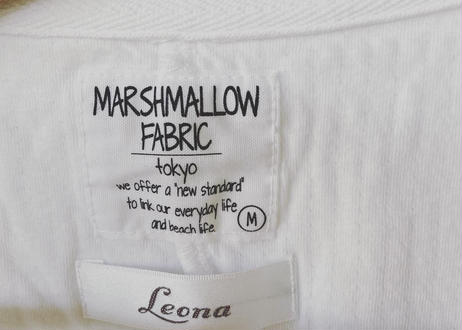 MARSHMALLOW
FABRIC
tokyo
we offer a "new standard"
to link our everyday life
and beach life.
M
Leona